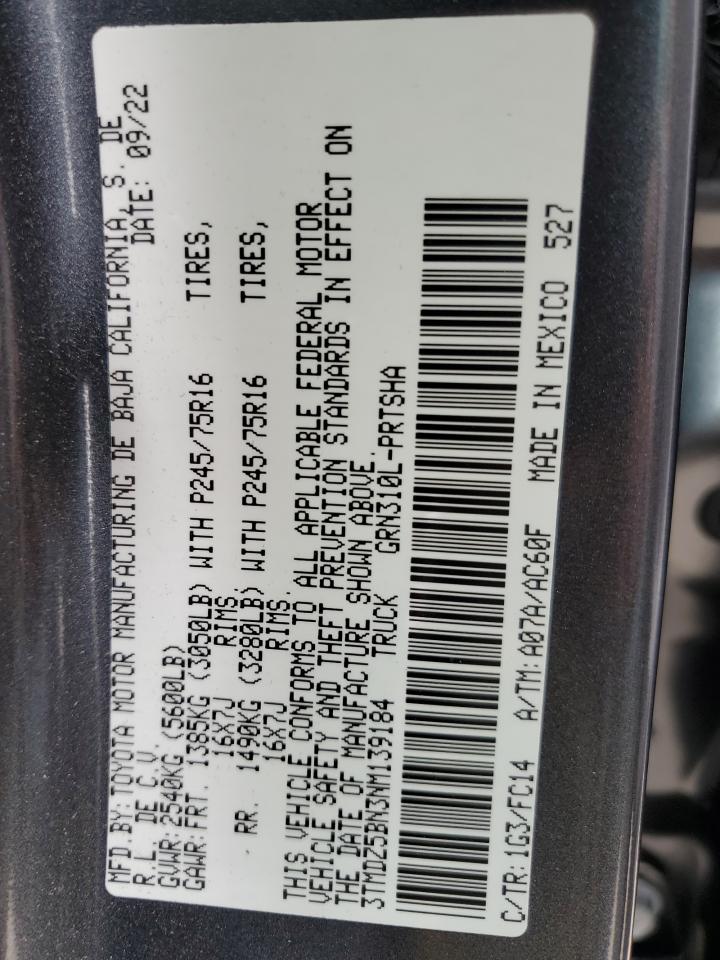 MFD.BY:TOYOTA MOTOR MANUFACTURING DE BAJA CALIFORNIA, S. DE
R.L. DE C.V. DATE: 09/22
GVWR:2540KG (5600LB)
GAWR:FRT. 1385KG (3050LB) WITH P245/75R16 TIRES,
16X7J RIMS.
RR. 1490KG (3280LB) WITH P245/75R16 TIRES,
16X7J RIMS.
THIS VEHICLE CONFORMS TO ALL APPLICABLE FEDERAL MOTOR
VEHICLE SAFETY AND THEFT PREVENTION STANDARDS IN EFFECT ON
THE DATE OF MANUFACTURE SHOWN ABOVE.
3TMDZ5BN3NM139184 TRUCK GRN310L-PRTSHA
C/TR:1G3/FC14 A/TM:A07A/AC60F MADE IN MEXICO 527